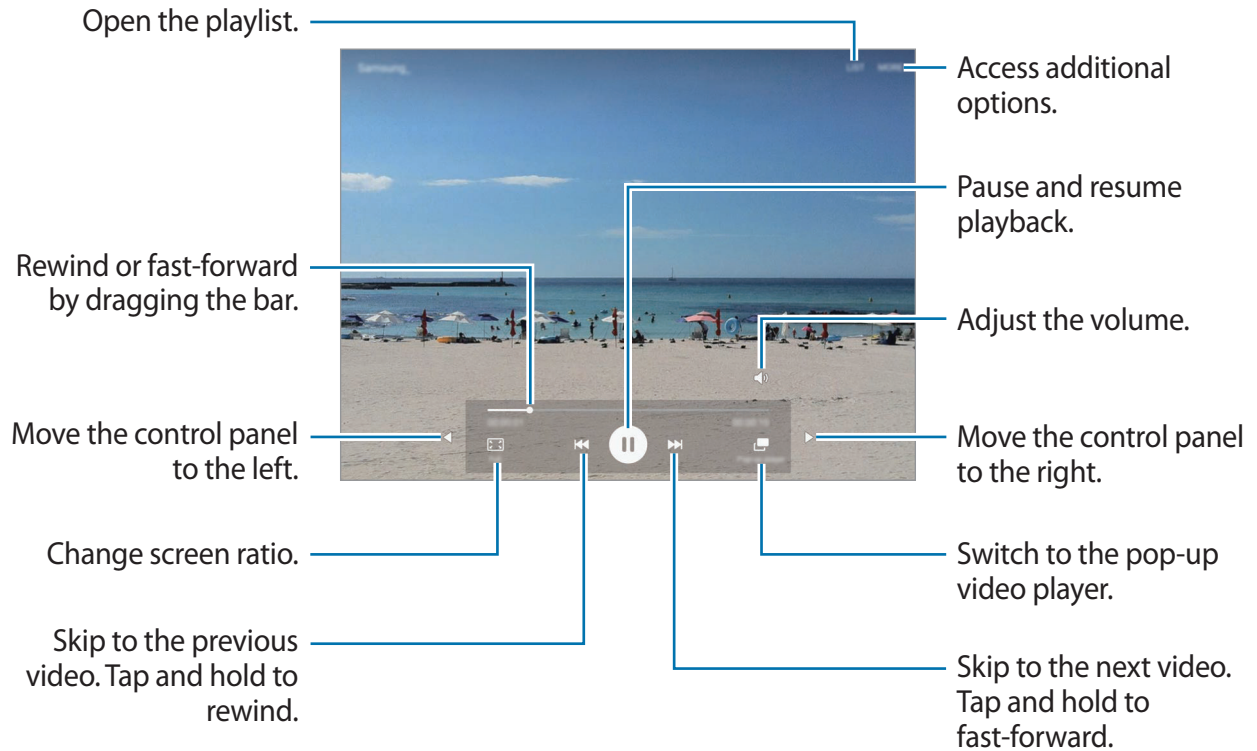 Open the playlist.
Samsung_
LIST
MORE
Access additional
options.
Pause and resume
playback.
Rewind or fast-forward
by dragging the bar.
Adjust the volume.
Move the control panel
to the left.
Move the control panel
to the right.
Change screen ratio.
Switch to the pop-up
video player.
Skip to the previous
video. Tap and hold to
rewind.
Skip to the next video.
Tap and hold to
fast-forward.